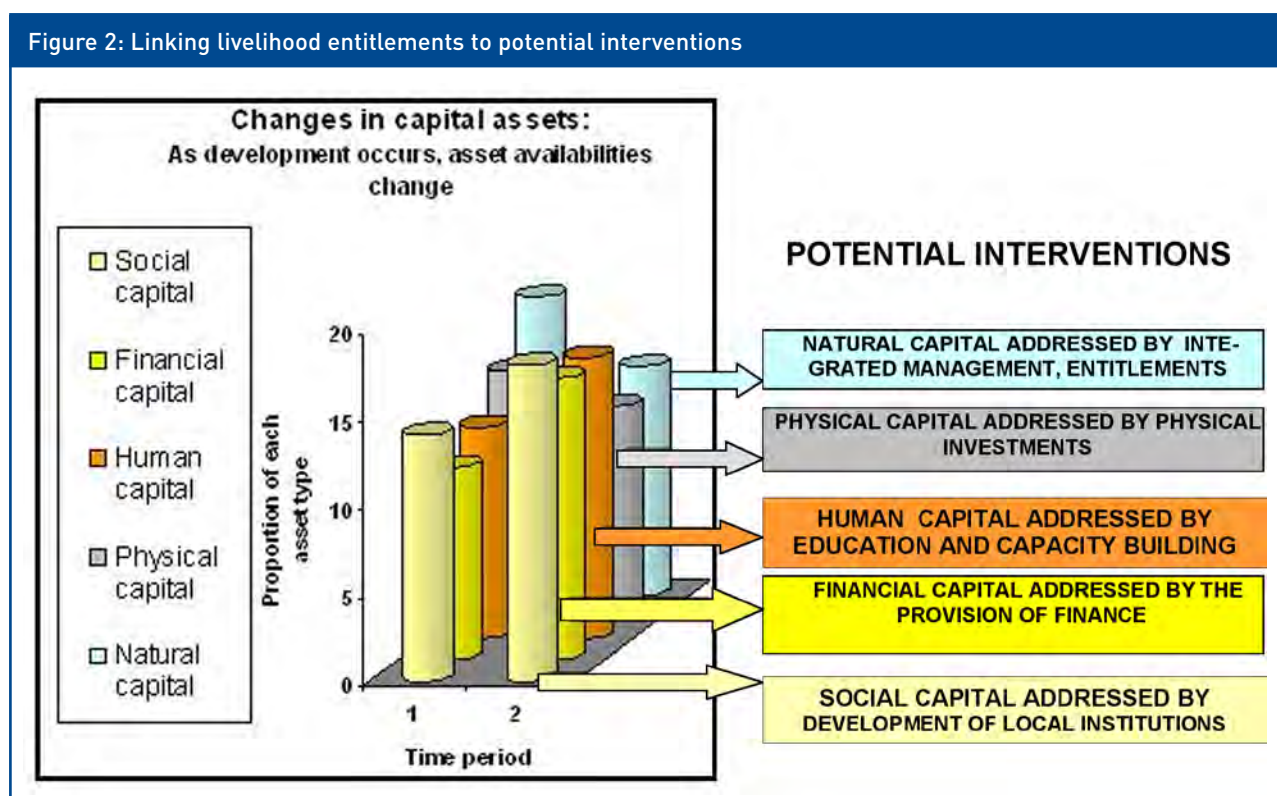 Figure 2: Linking livelihood entitlements to potential interventions
Changes in capital assets:
As development occurs, asset availabilities
change
Social
capital
Financial
capital
Human
capital
Physical
capital
Natural
capital
Proportion of each
asset type
20
15
10
5
0
1
2
Time period
POTENTIAL INTERVENTIONS
NATURAL CAPITAL ADDRESSED BY INTE-
GRATED MANAGEMENT, ENTITLEMENTS
PHYSICAL CAPITAL ADDRESSED BY PHYSICAL
INVESTMENTS
HUMAN CAPITAL ADDRESSED BY
EDUCATION AND CAPACITY BUILDING
FINANCIAL CAPITAL ADDRESSED BY THE
PROVISION OF FINANCE
SOCIAL CAPITAL ADDRESSED BY
DEVELOPMENT OF LOCAL INSTITUTIONS